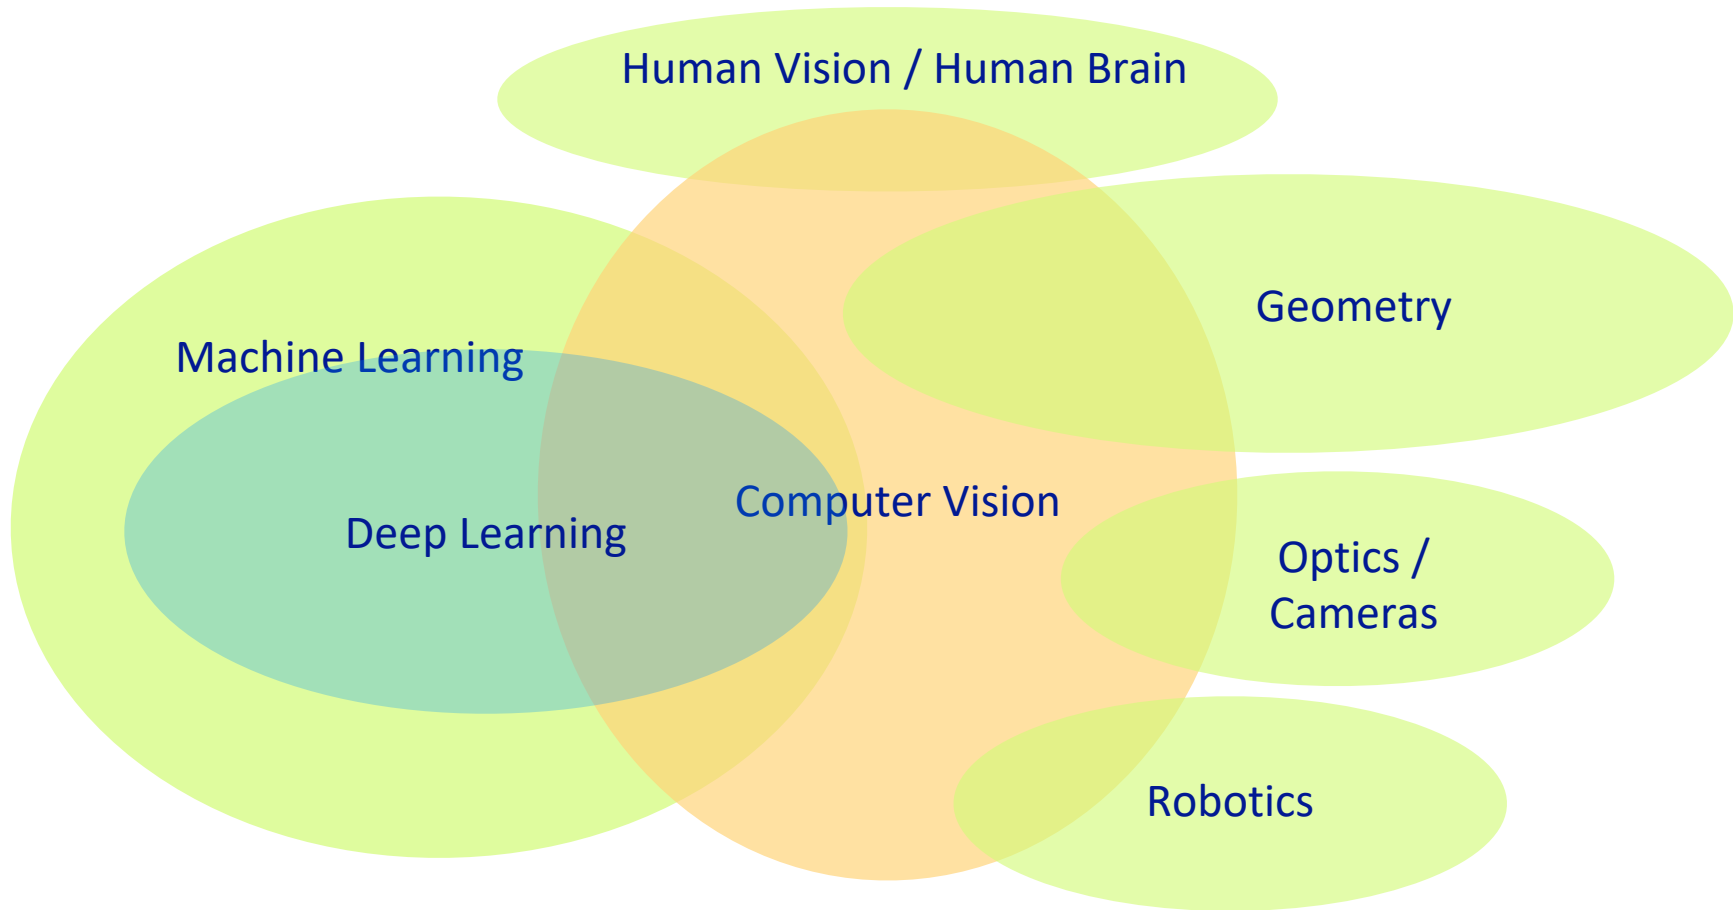 Human Vision / Human Brain
Geometry
Machine Learning
Computer Vision
Deep Learning
Optics /
Cameras
Robotics